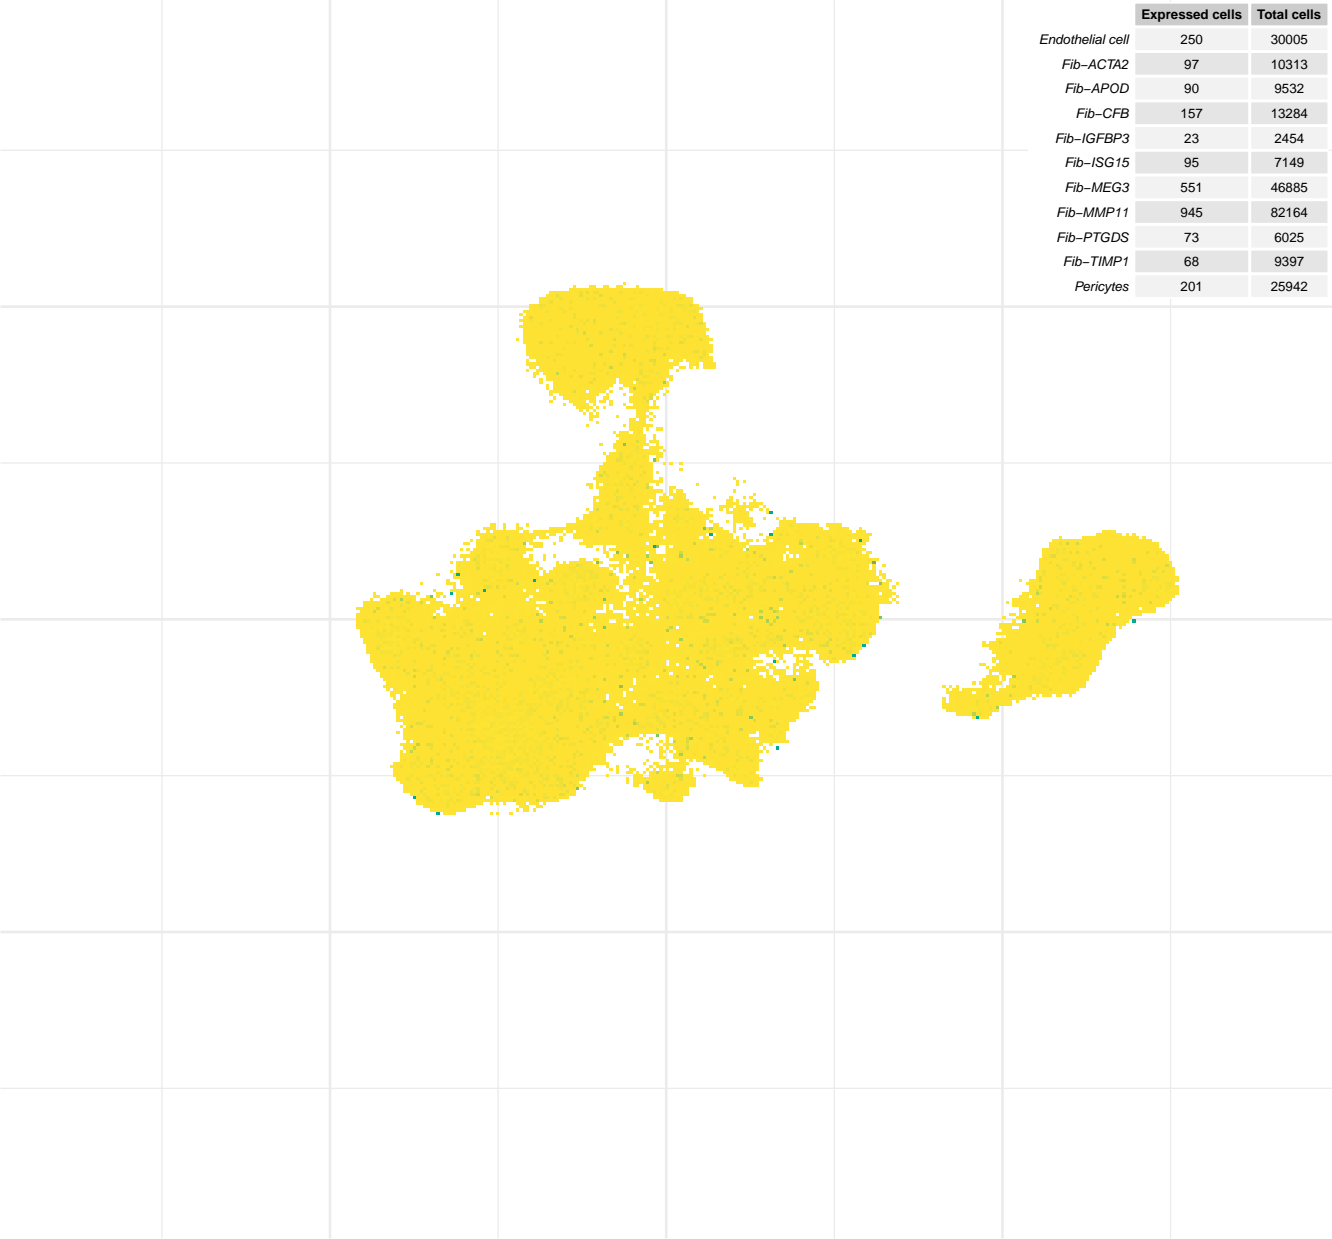 Expressed cells Total cells
Endothelial cell 250 30005
Fib−ACTA2 97 10313
Fib−APOD 90 9532
Fib−CFB 157 13284
Fib−IGFBP3 23 2454
Fib−ISG15 95 7149
Fib−MEG3 551 46885
Fib−MMP11 945 82164
Fib−PTGDS 73 6025
Fib−TIMP1 68 9397
Pericytes 201 25942